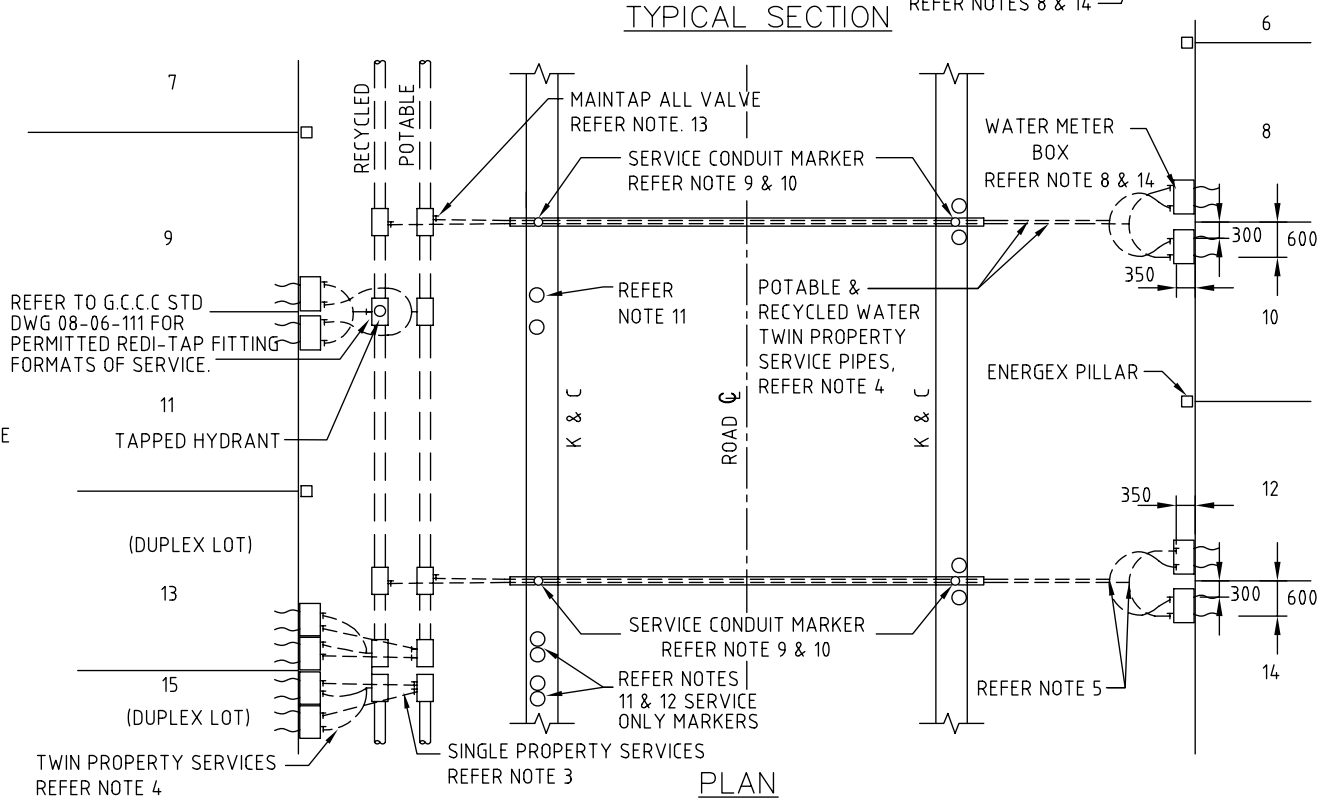 TYPICAL SECTION
REFER NOTES 8 & 14
6
7
RECYCLED
POTABLE
MAINTAP ALL VALVE
REFER NOTE. 13
SERVICE CONDUIT MARKER
REFER NOTE 9 & 10
WATER METER
BOX
REFER NOTE 8 & 14
8
9
300
600
350
10
REFER TO G.C.C.C STD
DWG 08-06-111 FOR
PERMITTED REDI-TAP FITTING
FORMATS OF SERVICE.
REFER
NOTE 11
POTABLE &
RECYCLED WATER
TWIN PROPERTY
SERVICE PIPES,
REFER NOTE 4
ENERGEX PILLAR
11
E
TAPPED HYDRANT
K & C
ROAD ℄
K & C
350
12
(DUPLEX LOT)
13
300
600
SERVICE CONDUIT MARKER
REFER NOTE 9 & 10
14
REFER NOTES
11 & 12 SERVICE
ONLY MARKERS
REFER NOTE 5
15
(DUPLEX LOT)
TWIN PROPERTY SERVICES
REFER NOTE 4
SINGLE PROPERTY SERVICES
REFER NOTE 3
PLAN